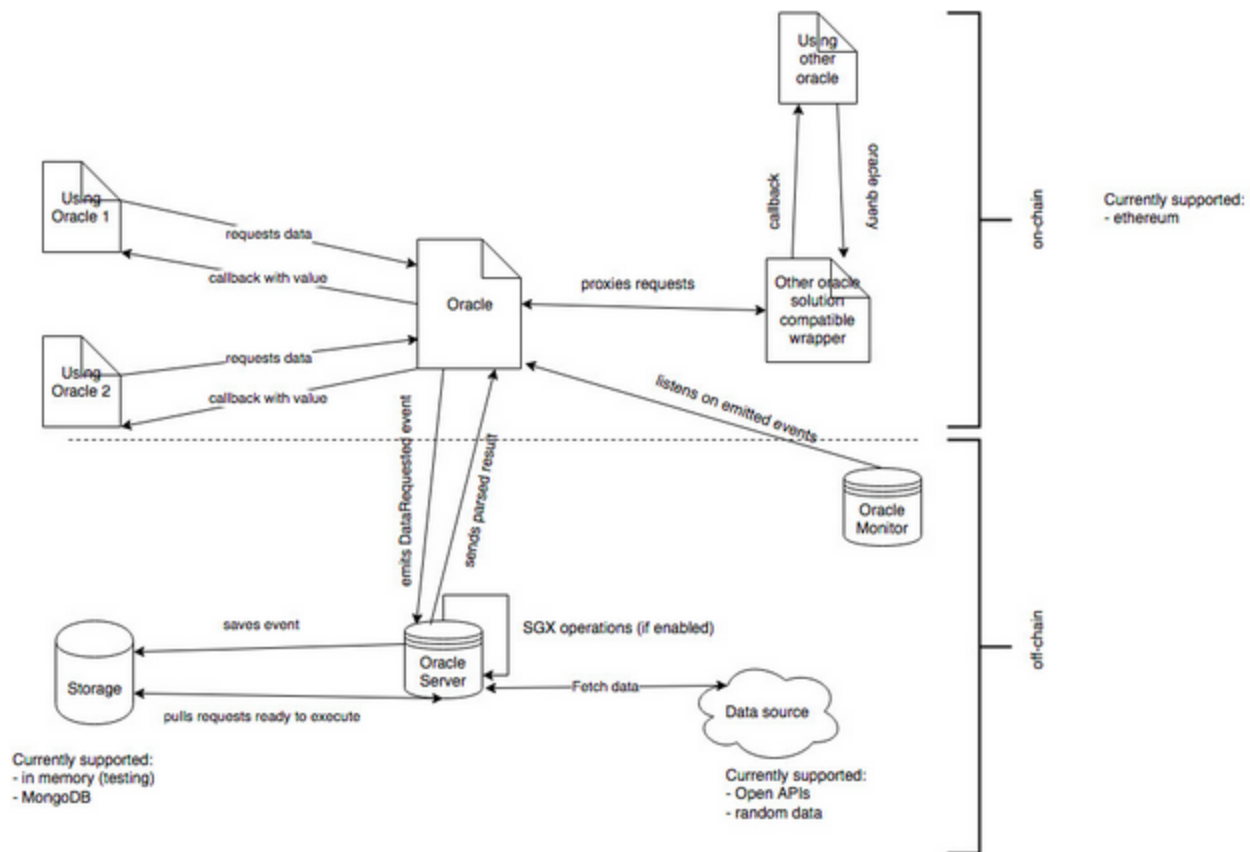 Using
other
oracle
callback
oracle query
on-chain
Currently supported:
- ethereum
Using
Oracle 1
requests data
callback with value
Oracle
proxies requests
Other oracle
solution
compatible
wrapper
Using
Oracle 2
requests data
callback with value
listens on emitted events
emits DataRequested event
sends parsed result
Oracle
Monitor
off-chain
saves event
SGX operations (if enabled)
Storage
Oracle
Server
Fetch data
pulls requests ready to execute
Data source
Currently supported:
- in memory (testing)
- MongoDB
Currently supported:
- Open APIs
- random data